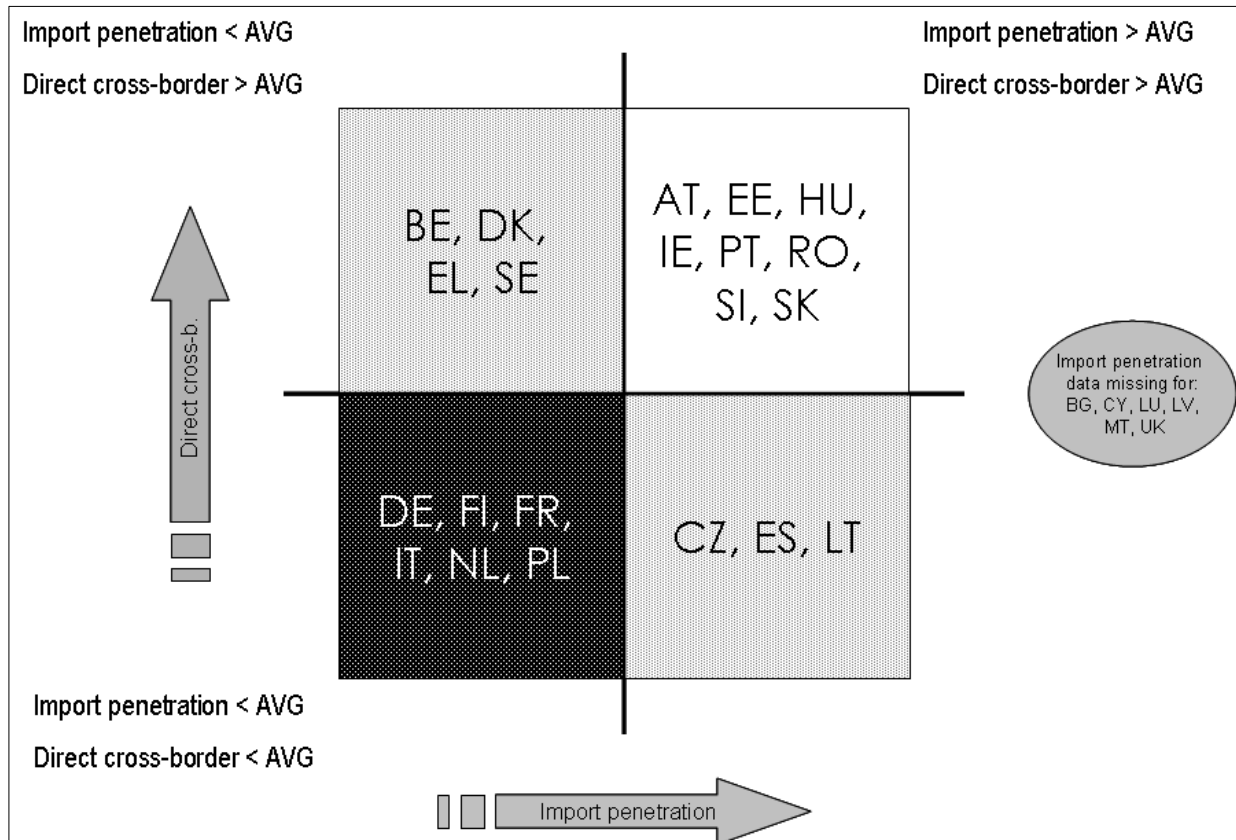 Import penetration < AVG
Direct cross-border > AVG
Import penetration > AVG
Direct cross-border > AVG
BE, DK,
EL, SE
AT, EE, HU,
IE, PT, RO,
SI, SK
Direct cross-b.
Import penetration
data missing for:
BG, CY, LU, LV,
MT, UK
DE, FI, FR,
IT, NL, PL
CZ, ES, LT
Import penetration < AVG
Direct cross-border < AVG
Import penetration